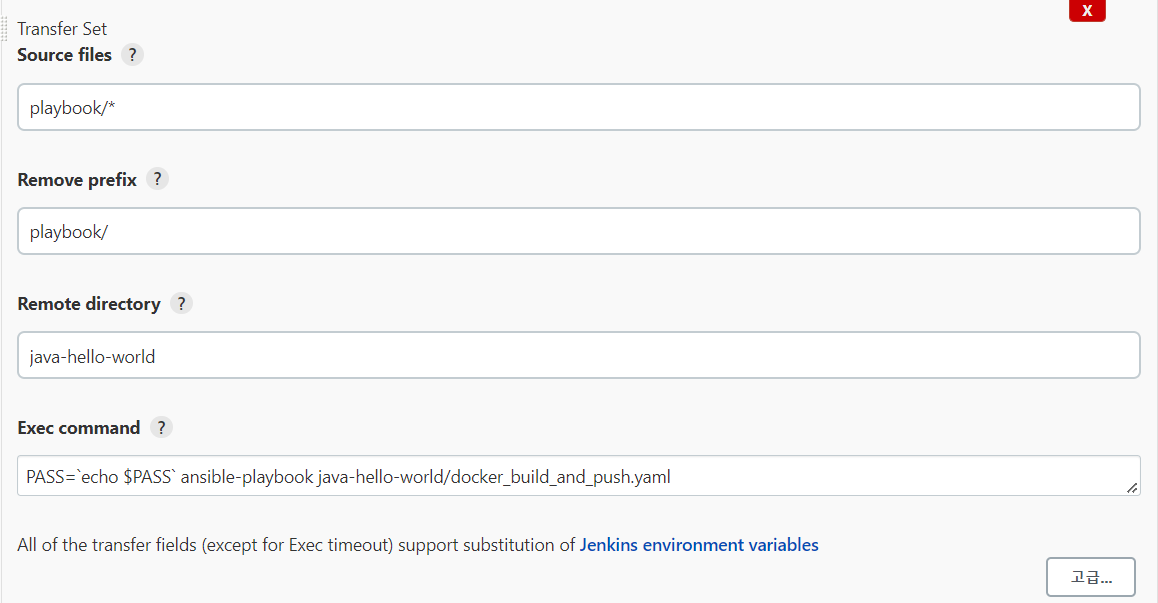 X
Transfer Set
Source files ?
playbook/*
Remove prefix ?
playbook/
Remote directory ?
java-hello-world
Exec command ?
PASS=`echo $PASS` ansible-playbook java-hello-world/docker_build_and_push.yaml
All of the transfer fields (except for Exec timeout) support substitution of Jenkins environment variables
고급...